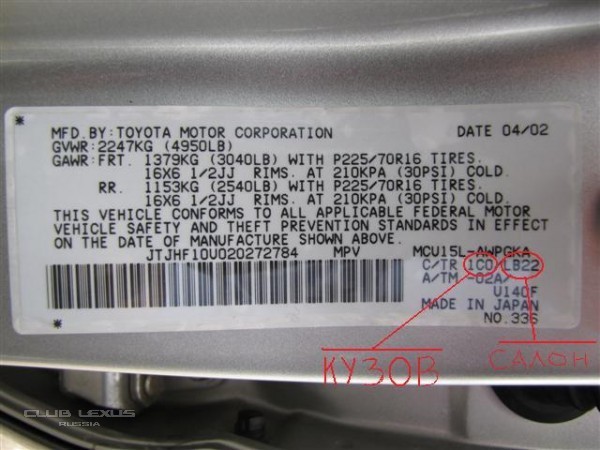 MFD.BY:TOYOTA MOTOR CORPORATION DATE 04/02
GVWR:2247KG (4950LB)
GAWR:FRT. 1379KG (3040LB) WITH P225/70R16 TIRES.
16X6 1/2JJ RIMS. AT 210KPA (30PSI) COLD.
RR. 1153KG (2540LB) WITH P225/70R16 TIRES.
16X6 1/2JJ RIMS. AT 210KPA (30PSI) COLD.
THIS VEHICLE CONFORMS TO ALL APPLICABLE FEDERAL MOTOR
VEHICLE SAFETY AND THEFT PREVENTION STANDARDS IN EFFECT
ON THE DATE OF MANUFACTURE SHOWN ABOVE.
JTJHF10U020272784 MPV MCU15L-AWPGKA
C/TR 1C0 LB22
A/TM -02A/
U140F
MADE IN JAPAN
NO.336
КУЗОВ
САЛОН
CLUB LEXUS
RUSSIA